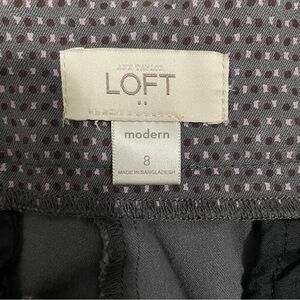 ANN TAYLOR
LOFT
modern
8
MADE IN BANGLADESH